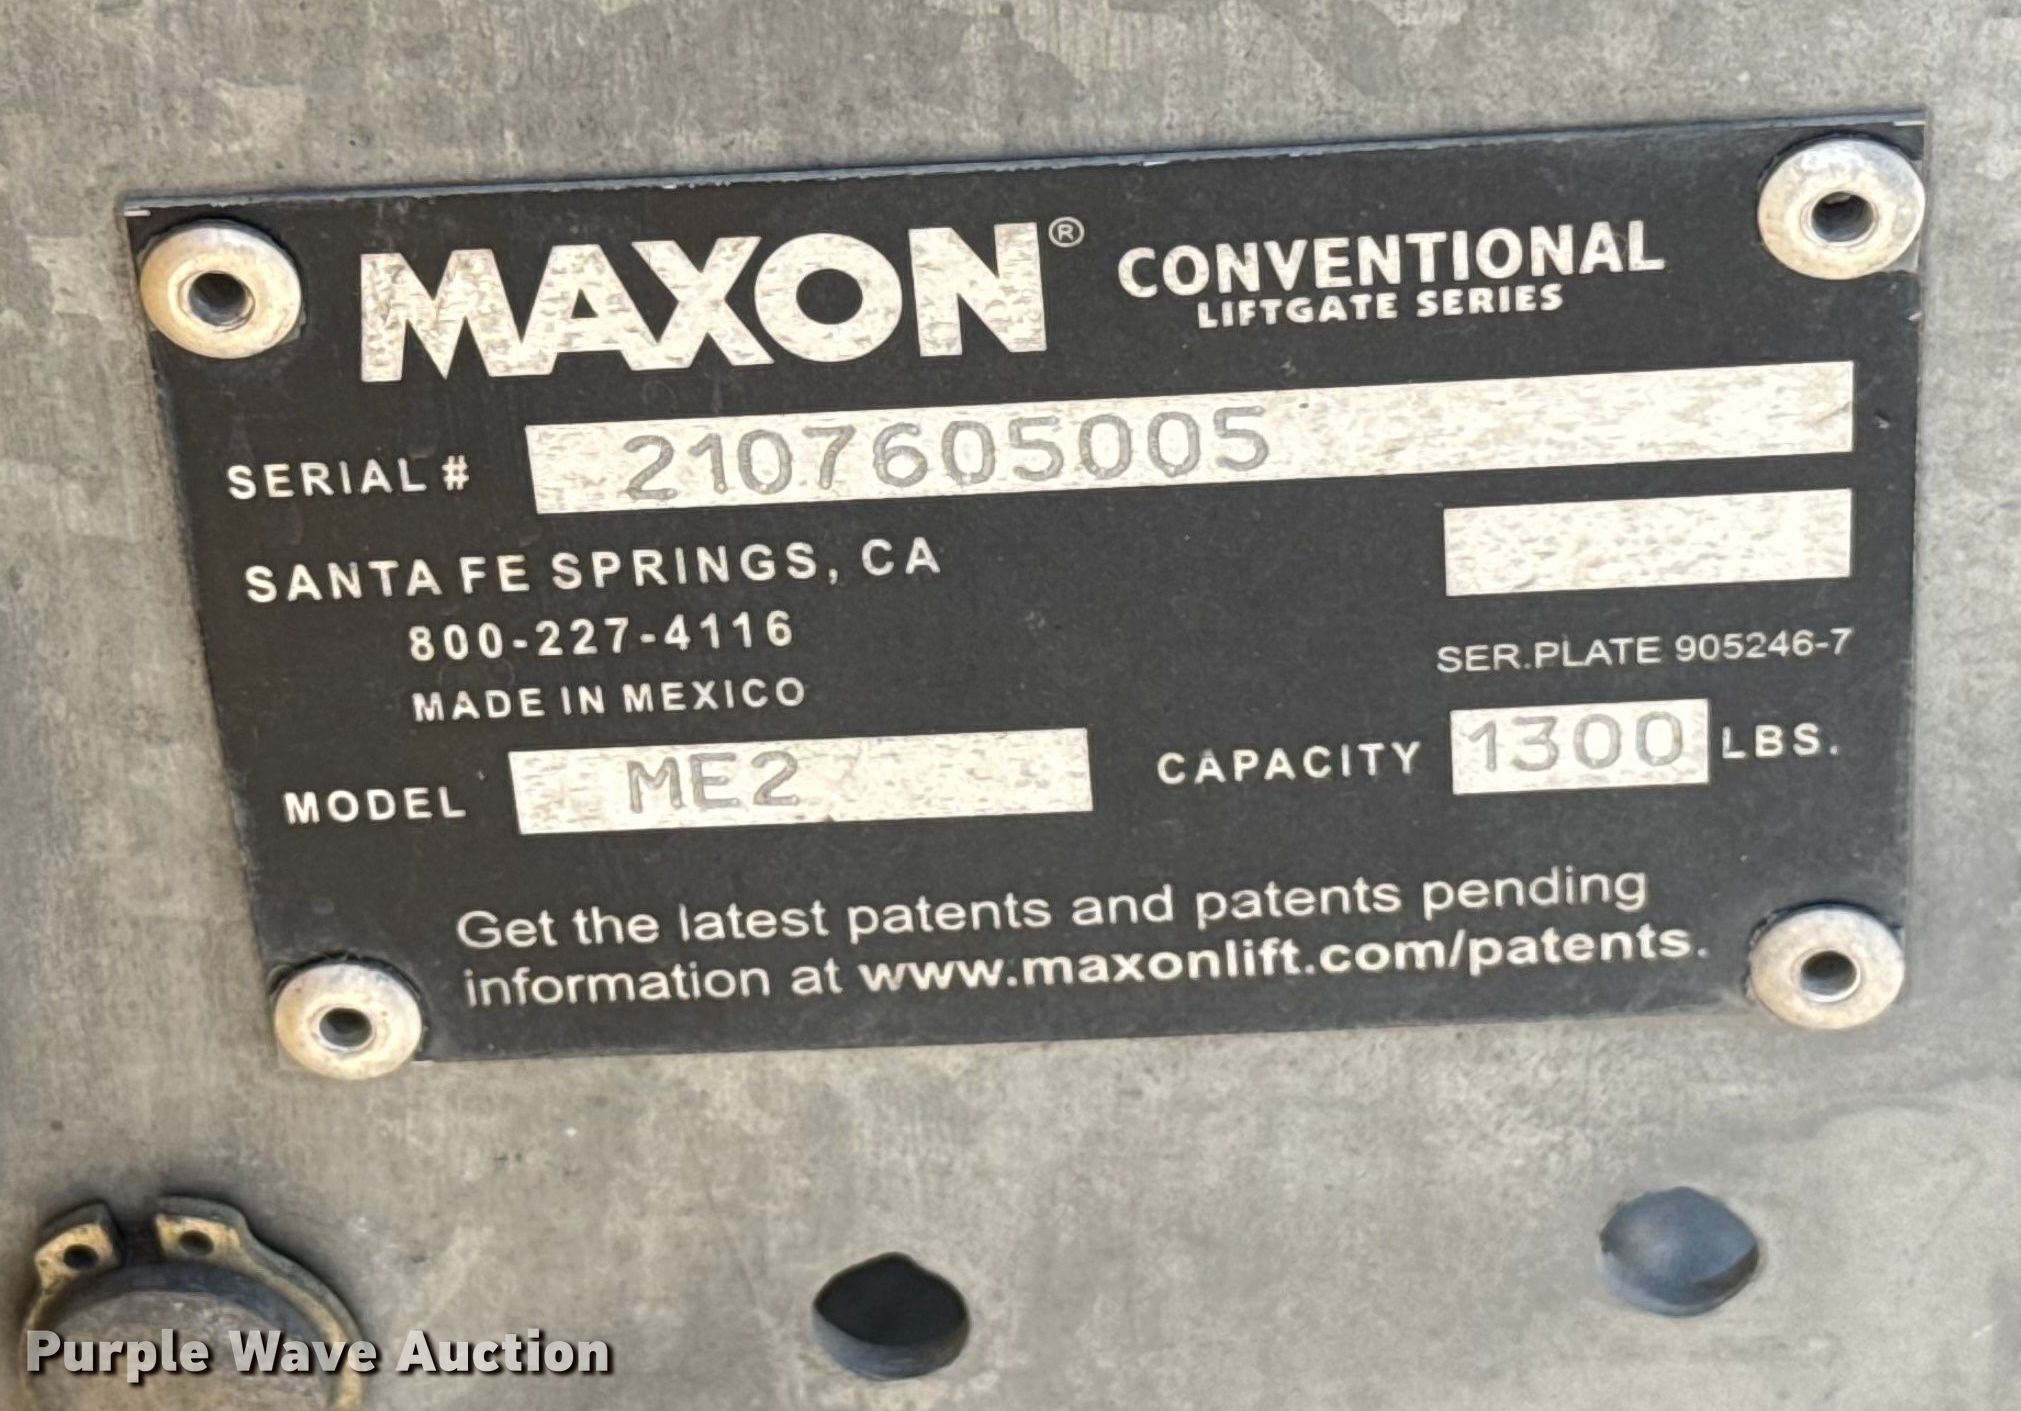 MAXON® CONVENTIONAL
LIFTGATE SERIES
SERIAL # 2107605005
SANTA FE SPRINGS, CA
800-227-4116
MADE IN MEXICO
SER.PLATE 905246-7
MODEL ME2
CAPACITY 1300 LBS.
Get the latest patents and patents pending
information at www.maxonlift.com/patents.
Purple Wave Auction